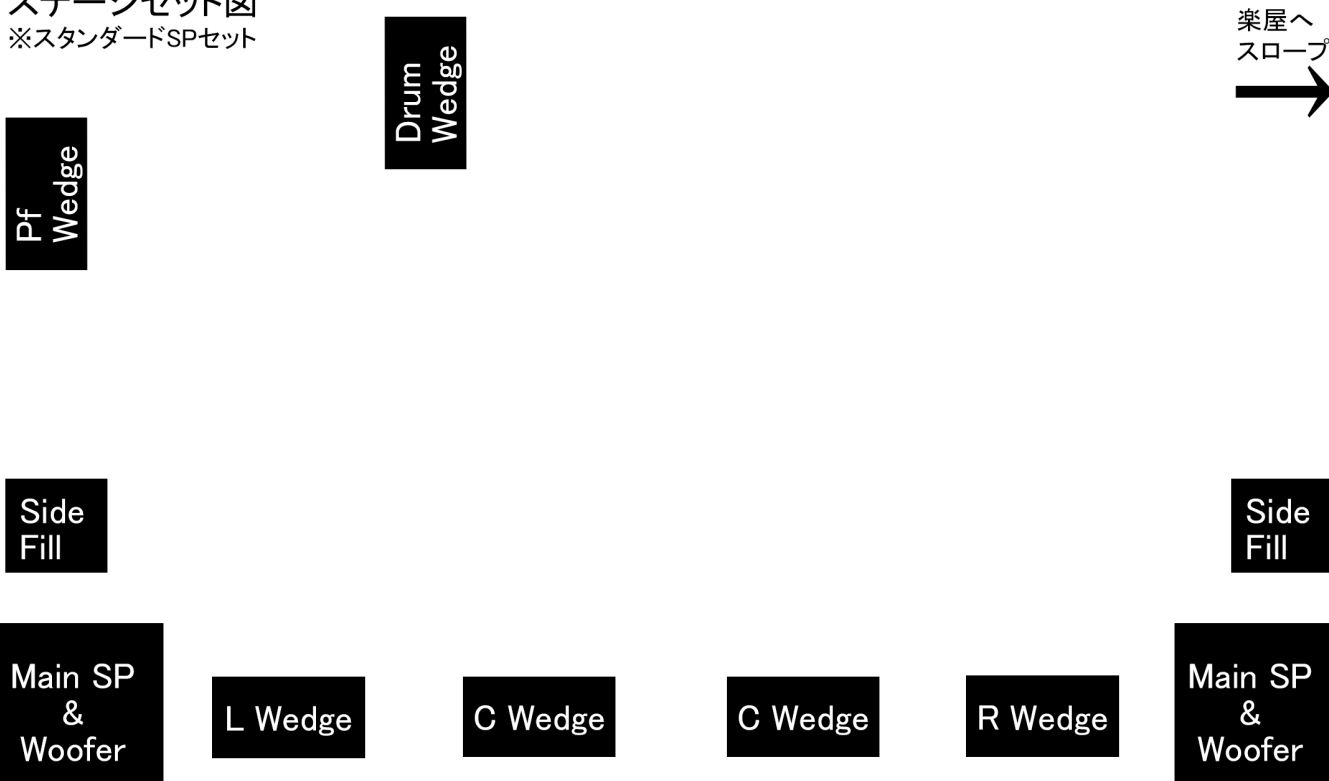 ステージセット図
※スタンダードSPセット
楽屋へ
スロープ
Drum
Wedge
Pf
Wedge
Side
Fill
Side
Fill
Main SP
&
Woofer
L Wedge
C Wedge
C Wedge
R Wedge
Main SP
&
Woofer